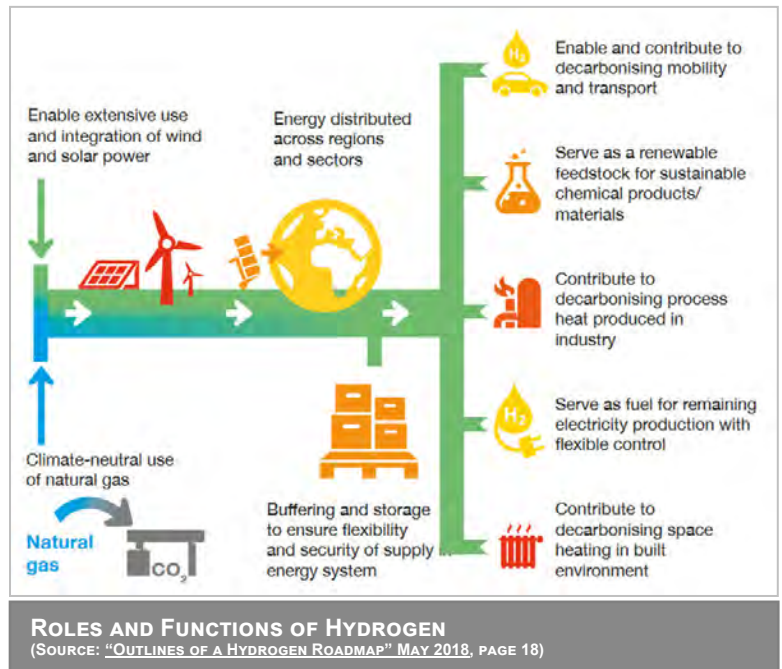 Enable extensive use
and integration of wind
and solar power
Energy distributed
across regions
and sectors
H₂
Enable and contribute to
decarbonising mobility
and transport
Serve as a renewable
feedstock for sustainable
chemical products/
materials
Contribute to
decarbonising process
heat produced in
industry
H₂
Serve as fuel for remaining
electricity production with
flexible control
Contribute to
decarbonising space
heating in built
environment
Climate-neutral use
of natural gas
Natural
gas
CO₂
Buffering and storage
to ensure flexibility
and security of supply
energy system
ROLES AND FUNCTIONS OF HYDROGEN
(SOURCE: "OUTLINES OF A HYDROGEN ROADMAP" MAY 2018, PAGE 18)